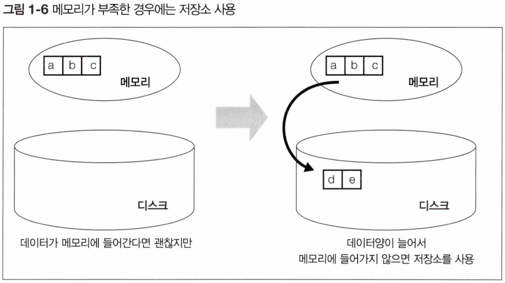 그림 1-6 메모리가 부족한 경우에는 저장소 사용
a b c
메모리
디스크
데이터가 메모리에 들어간다면 괜찮지만
a b c
메모리
d e
디스크
데이터양이 늘어서
메모리에 들어가지 않으면 저장소를 사용